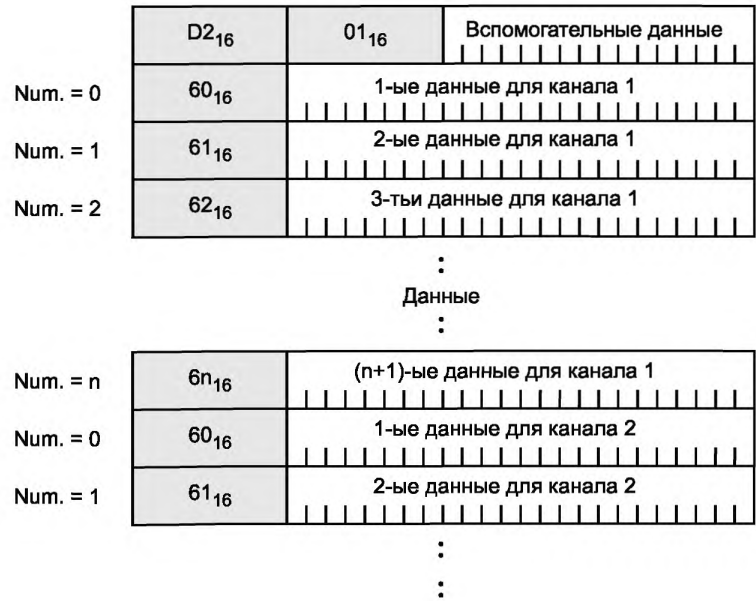 D2₁₆ 01₁₆ Вспомогательные данные
Num. = 0 60₁₆ 1-ые данные для канала 1
Num. = 1 61₁₆ 2-ые данные для канала 1
Num. = 2 62₁₆ 3-тьи данные для канала 1
Данные
Num. = n 6n₁₆ (n+1)-ые данные для канала 1
Num. = 0 60₁₆ 1-ые данные для канала 2
Num. = 1 61₁₆ 2-ые данные для канала 2